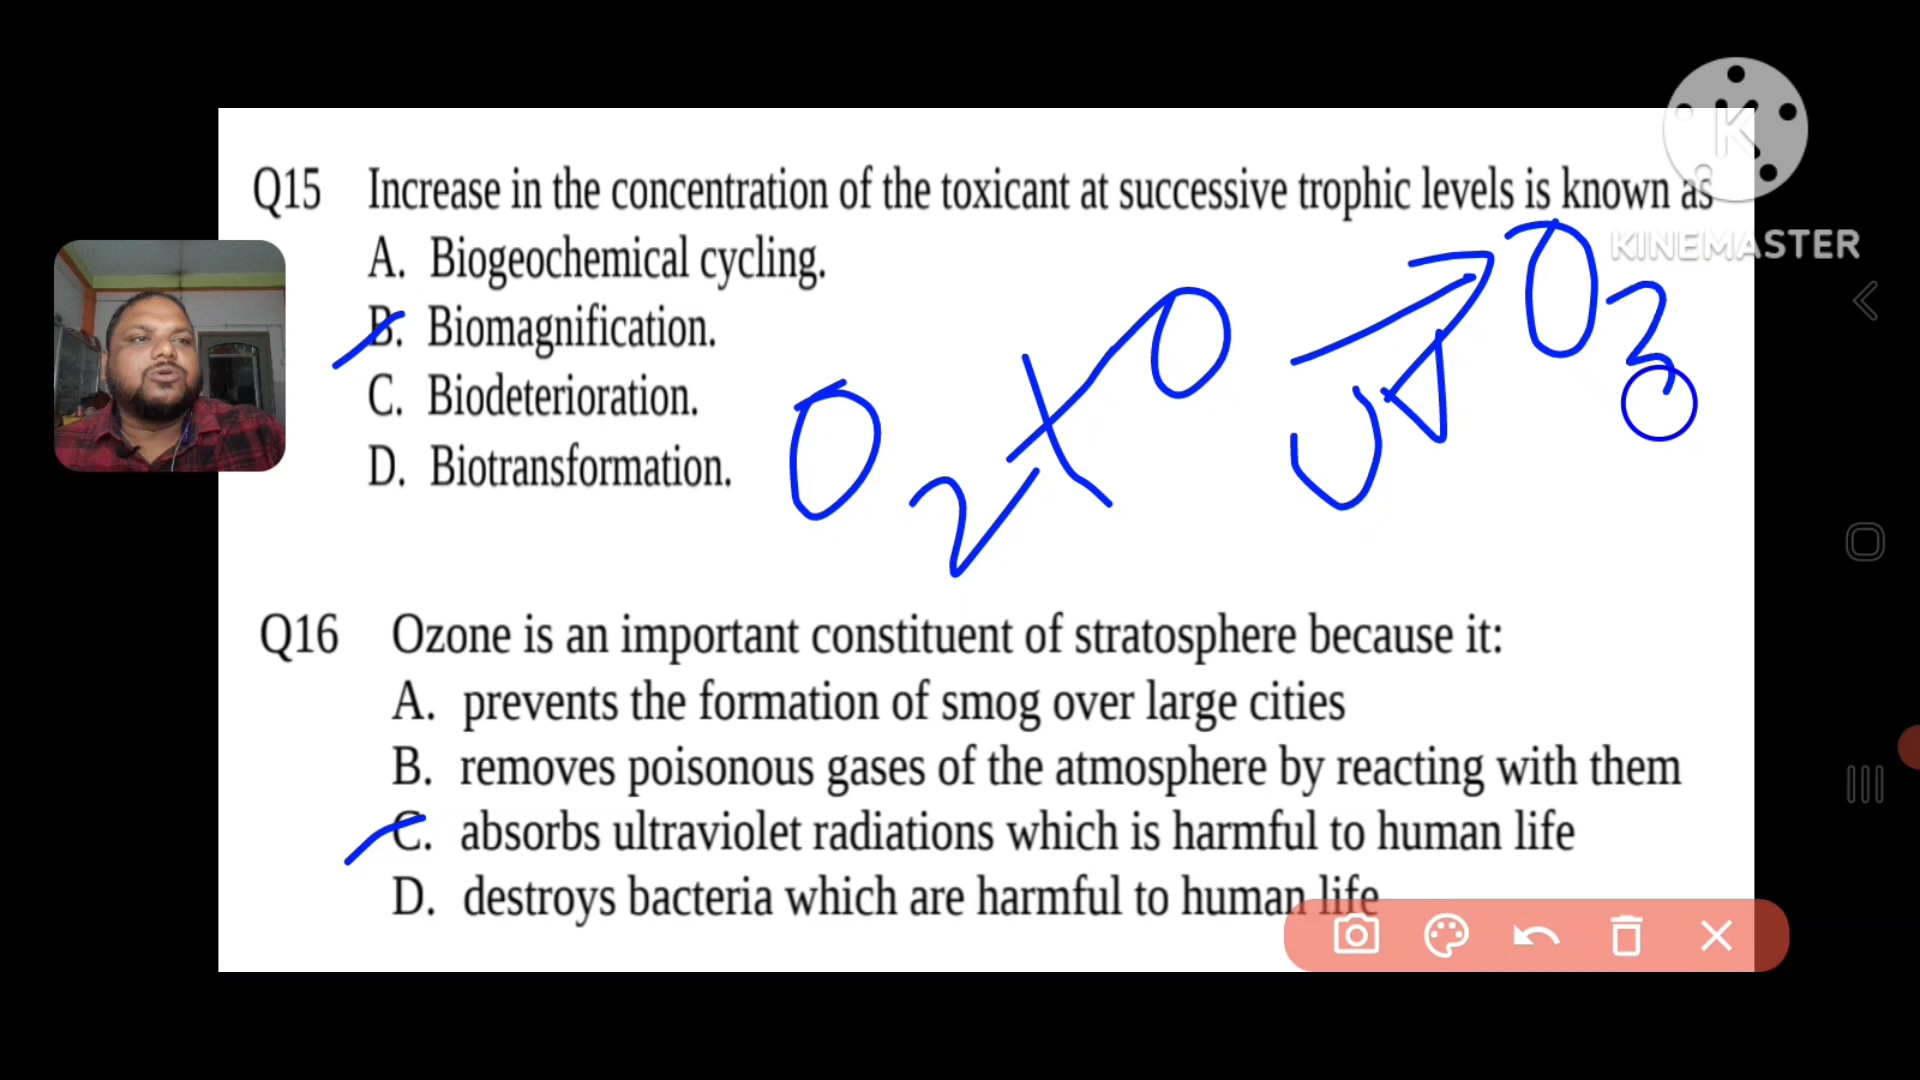 Q15 Increase in the concentration of the toxicant at successive trophic levels is known as
A. Biogeochemical cycling.
B. Biomagnification.
C. Biodeterioration.
D. Biotransformation.
O2 + O → O3
UV
Q16 Ozone is an important constituent of stratosphere because it:
A. prevents the formation of smog over large cities
B. removes poisonous gases of the atmosphere by reacting with them
C. absorbs ultraviolet radiations which is harmful to human life
D. destroys bacteria which are harmful to human life
K
KINEMASTER